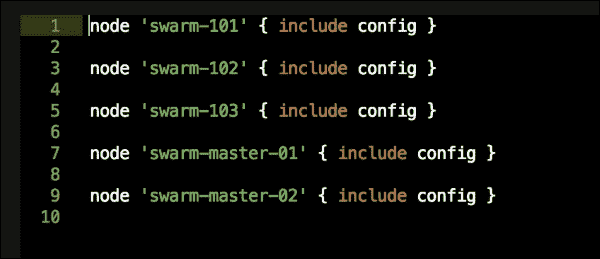 1 node 'swarm-101' { include config }
2
3 node 'swarm-102' { include config }
4
5 node 'swarm-103' { include config }
6
7 node 'swarm-master-01' { include config }
8
9 node 'swarm-master-02' { include config }
10